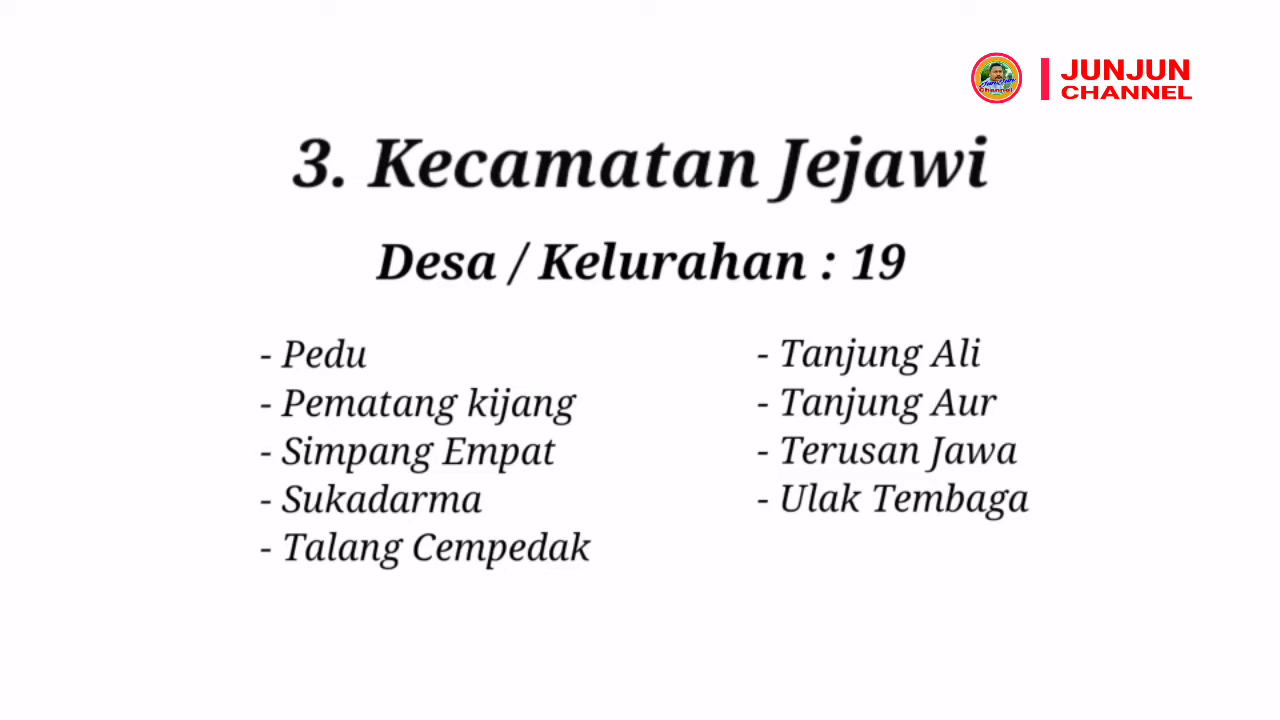 JUNJUN
CHANNEL
3. Kecamatan Jejawi
Desa / Kelurahan : 19
- Pedu
- Pematang kijang
- Simpang Empat
- Sukadarma
- Talang Cempedak
- Tanjung Ali
- Tanjung Aur
- Terusan Jawa
- Ulak Tembaga